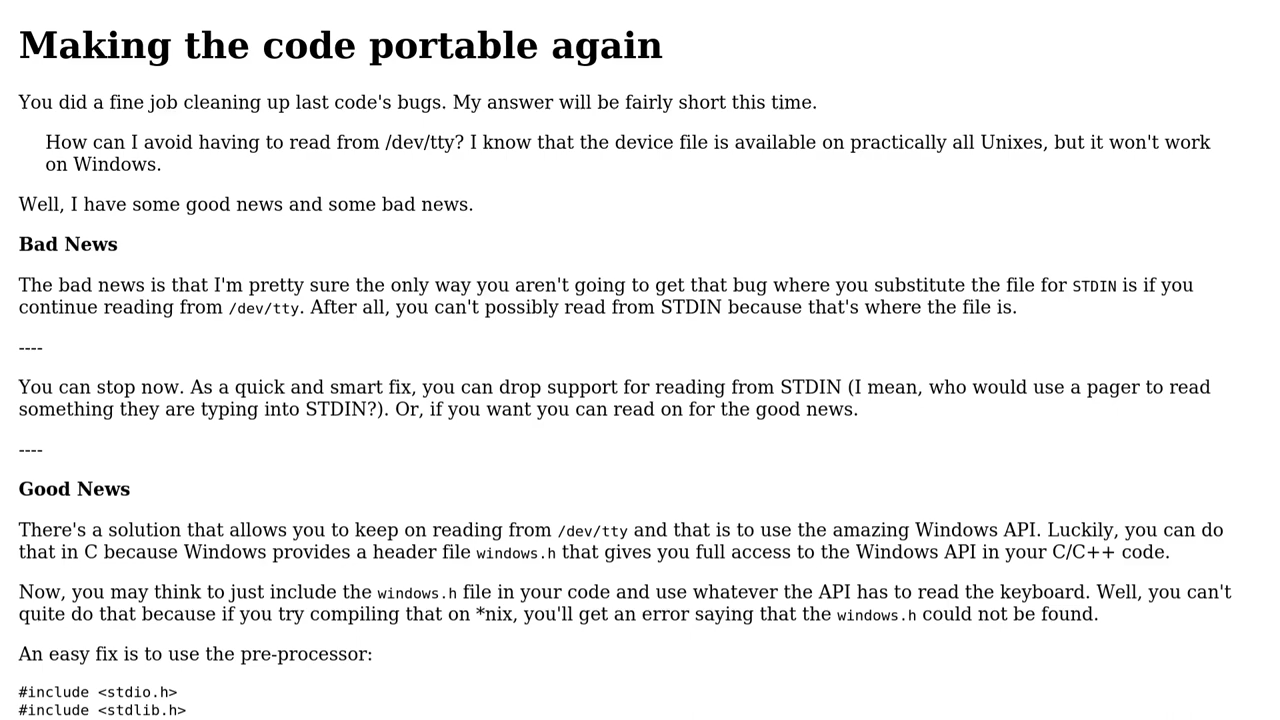 Making the code portable again
You did a fine job cleaning up last code's bugs. My answer will be fairly short this time.
How can I avoid having to read from /dev/tty? I know that the device file is available on practically all Unixes, but it won't work
on Windows.
Well, I have some good news and some bad news.
Bad News
The bad news is that I'm pretty sure the only way you aren't going to get that bug where you substitute the file for STDIN is if you
continue reading from /dev/tty. After all, you can't possibly read from STDIN because that's where the file is.
----
You can stop now. As a quick and smart fix, you can drop support for reading from STDIN (I mean, who would use a pager to read
something they are typing into STDIN?). Or, if you want you can read on for the good news.
----
Good News
There's a solution that allows you to keep on reading from /dev/tty and that is to use the amazing Windows API. Luckily, you can do
that in C because Windows provides a header file windows.h that gives you full access to the Windows API in your C/C++ code.
Now, you may think to just include the windows.h file in your code and use whatever the API has to read the keyboard. Well, you can't
quite do that because if you try compiling that on *nix, you'll get an error saying that the windows.h could not be found.
An easy fix is to use the pre-processor:
#include <stdio.h>
#include <stdlib.h>